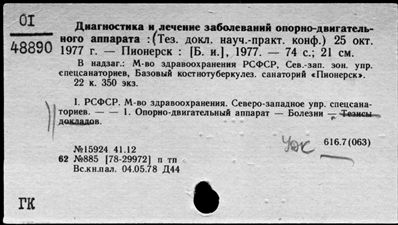 01
48890
Диагностика и лечение заболеваний опорно-двигатель-
ного аппарата : (Тез. докл. науч.-практ. конф.) 25 окт.
1977 г. — Пионерск : [Б. и.], 1977. — 74 с.; 21 см.
В надзаг.: М-во здравоохранения РСФСР, Сев.-зап. зон. упр.
спецсанаториев, Базовый костнотуберкулез. санаторий «Пионерск».
22 к. 350 экз.
I. РСФСР. М-во здравоохранения. Северо-западное упр. спецсана-
ториев. — — 1. Опорно-двигательный аппарат — Болезни — Тезисы
докладов.
УДК 616.7(063)
№15924 41.12
62 №885 [78-29972] п тп
Вс.кн.пал. 04.05.78 Д44
ГК